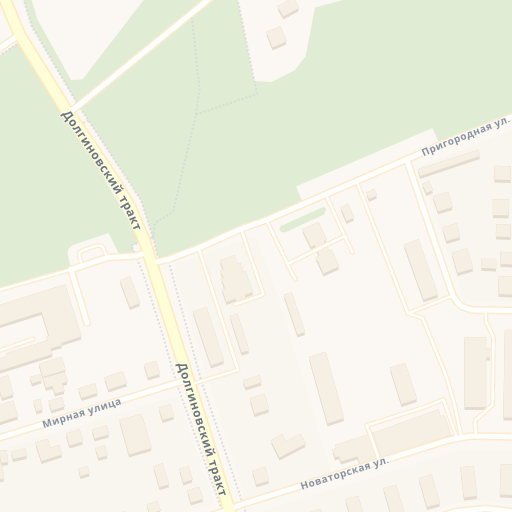 Долгиновский тракт
Пригородная ул.
Долгиновский тракт
Мирная улица
Новаторская ул.